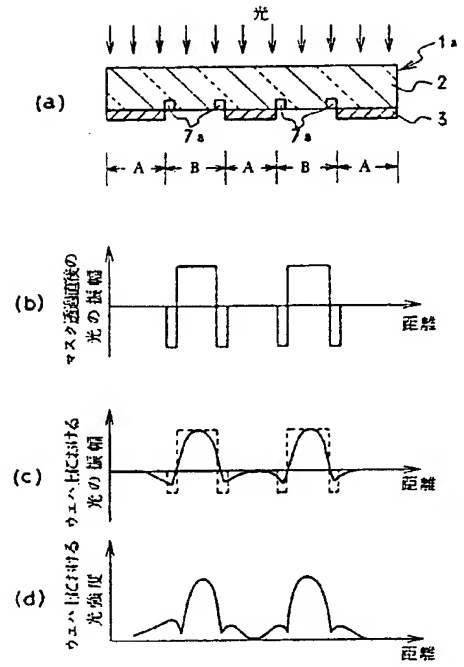 光
1a
2
(a)
3
7a 7a
A B A B A
(b)
マスク透過直後の
光の振幅
距離
(c)
ウェハ上における
光の振幅
距離
(d)
ウェハ上における
光強度
距離